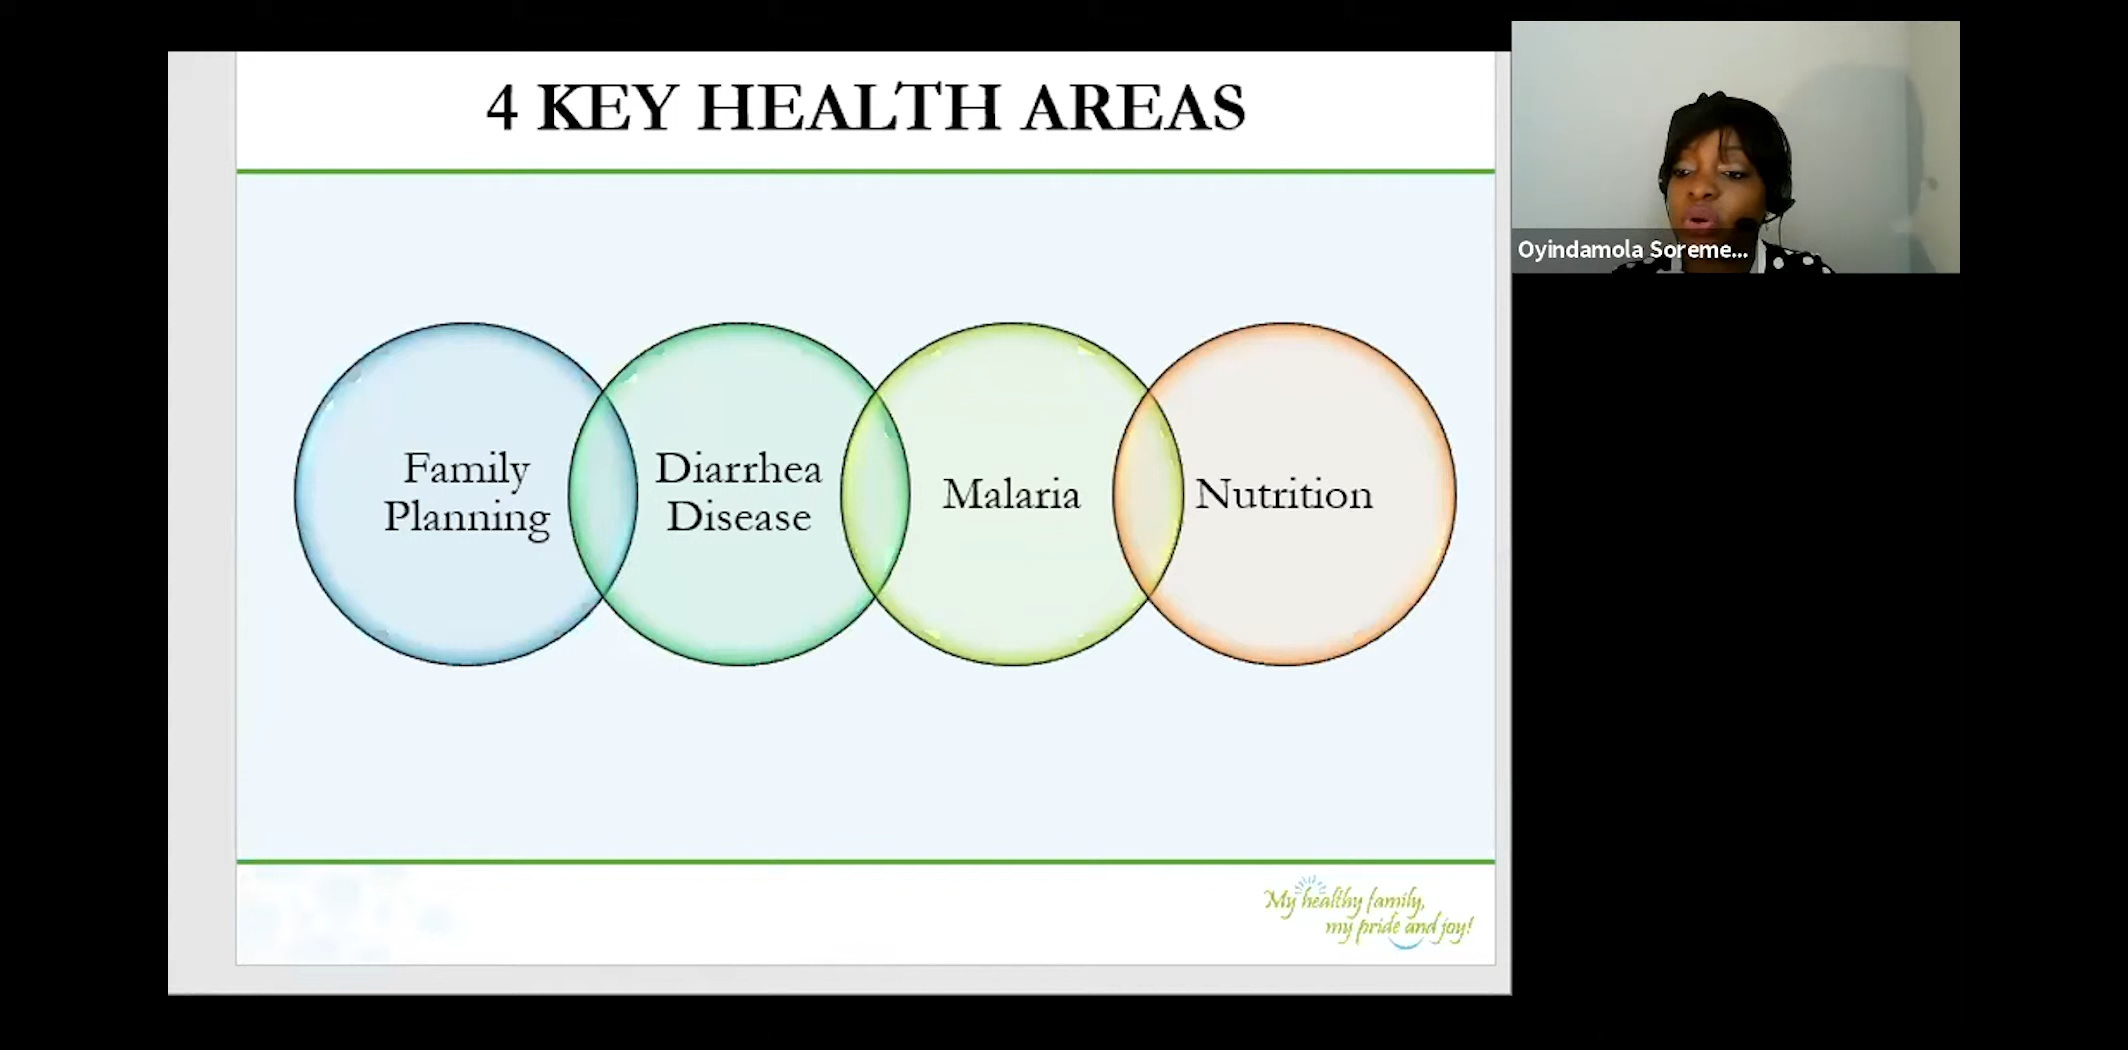 4 KEY HEALTH AREAS
Family
Planning
Diarrhea
Disease
Malaria
Nutrition
My healthy family,
my pride and joy!
Oyindamola Soreme...